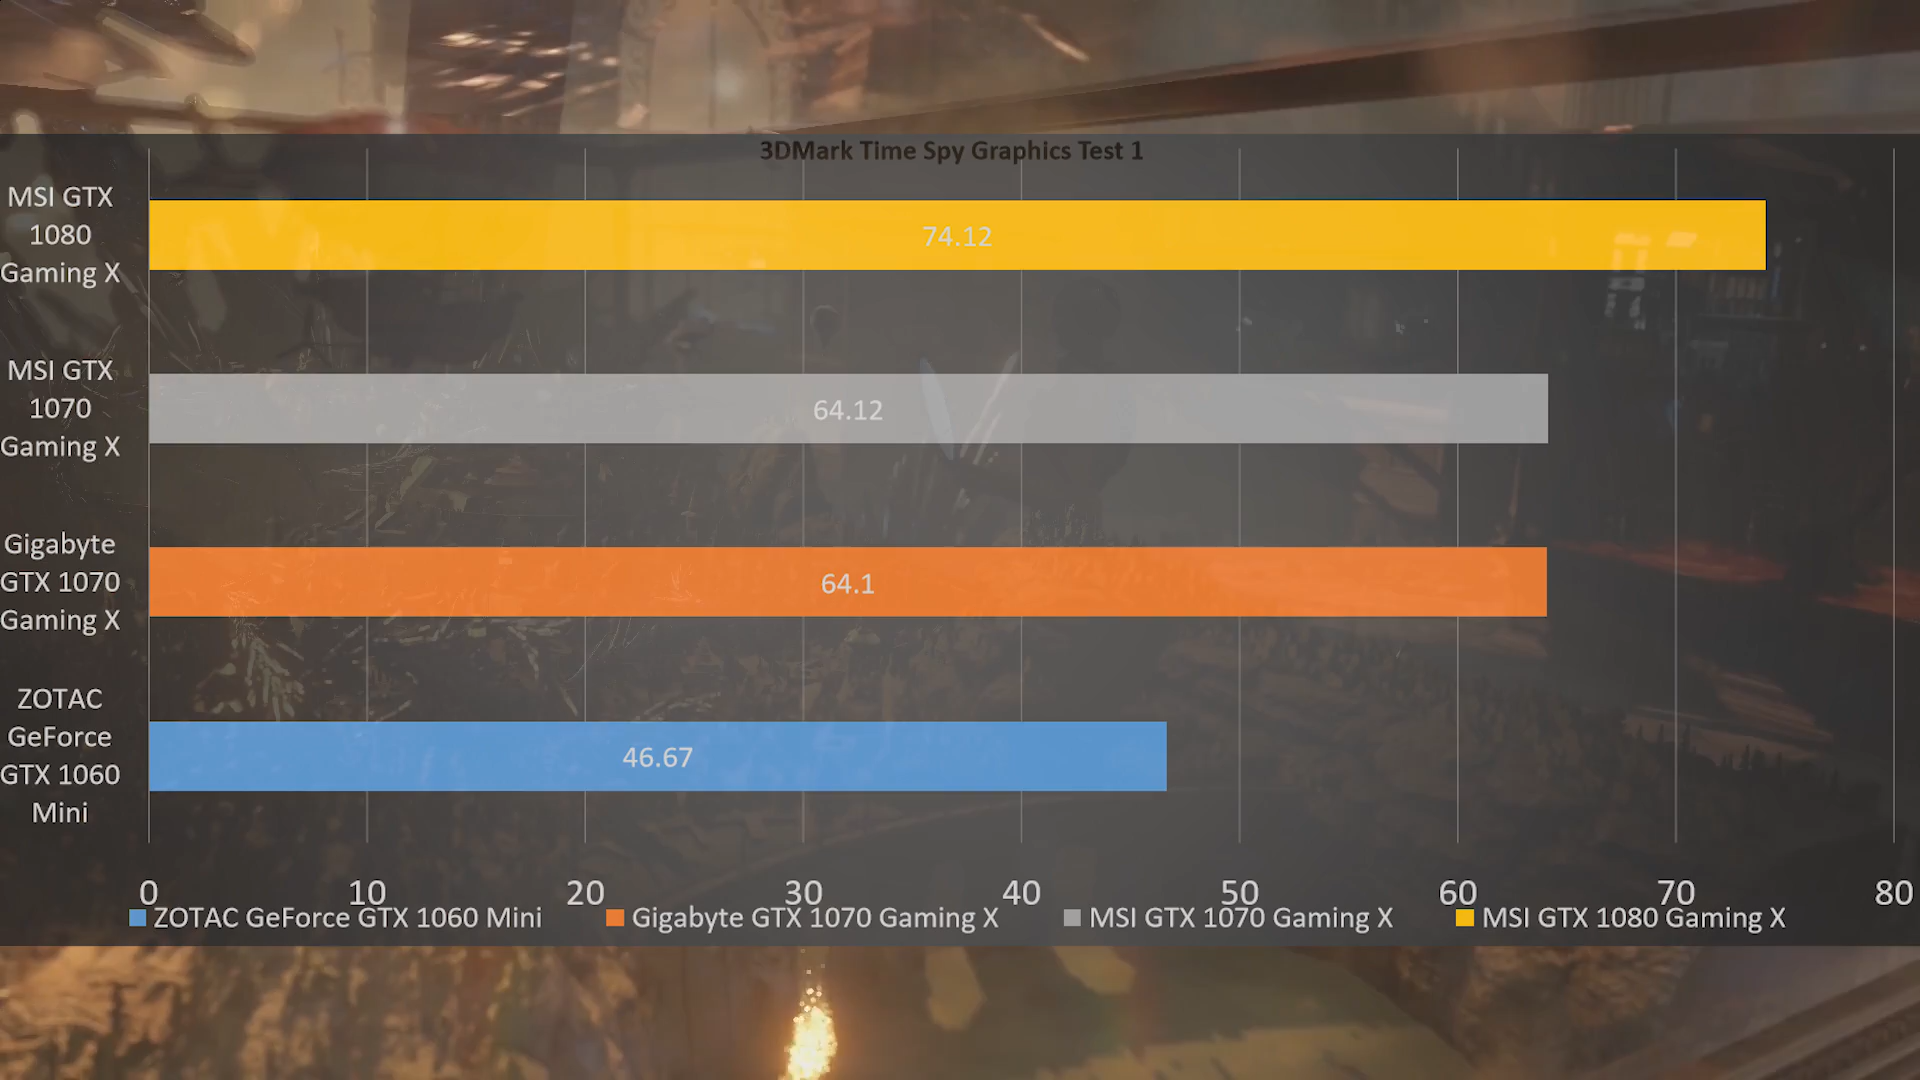 3DMark Time Spy Graphics Test 1
MSI GTX
1080
Gaming X
74.12
MSI GTX
1070
Gaming X
64.12
Gigabyte
GTX 1070
Gaming X
64.1
ZOTAC
GeForce
GTX 1060
Mini
46.67
0 10 20 30 40 50 60 70 80
ZOTAC GeForce GTX 1060 Mini Gigabyte GTX 1070 Gaming X MSI GTX 1070 Gaming X MSI GTX 1080 Gaming X